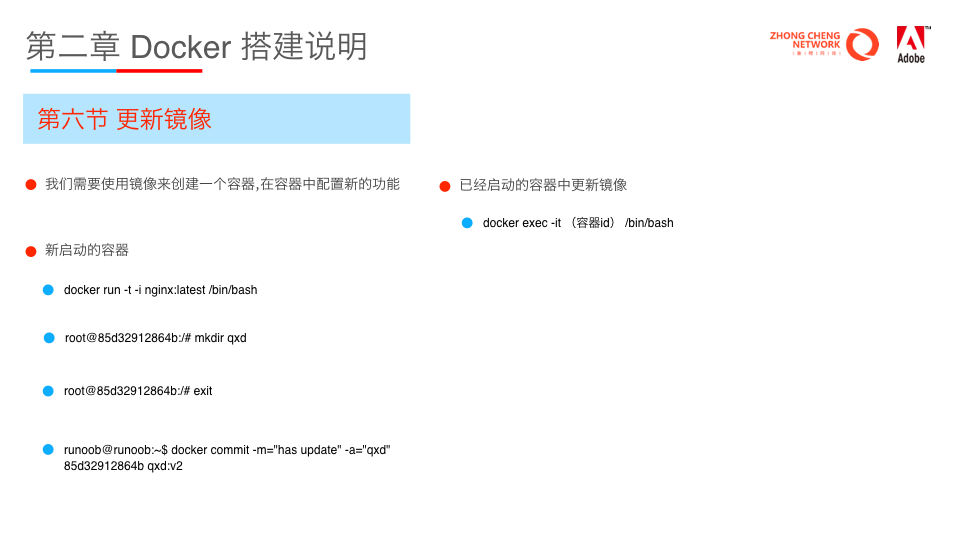 第二章 Docker 搭建说明
ZHONG CHENG
NETWORK
Adobe
TM
第六节 更新镜像
我们需要使用镜像来创建一个容器,在容器中配置新的功能
新启动的容器
docker run -t -i nginx:latest /bin/bash
root@85d32912864b:/# mkdir qxd
root@85d32912864b:/# exit
runoob@runoob:~$ docker commit -m="has update" -a="qxd"
85d32912864b qxd:v2
已经启动的容器中更新镜像
docker exec -it （容器id） /bin/bash